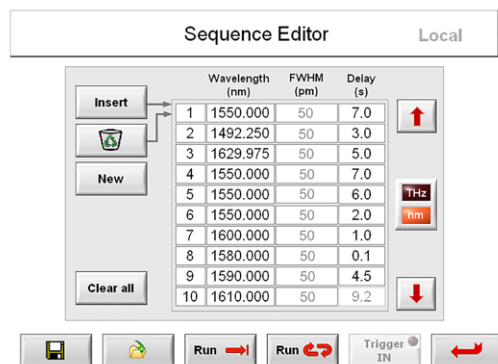 Sequence Editor Local
Wavelength (nm) FWHM (pm) Delay (s)
Insert
1 1550.000 50 7.0
2 1492.250 50 3.0
3 1629.975 50 5.0
New
4 1550.000 50 7.0
5 1550.000 50 6.0
THz
nm
6 1550.000 50 2.0
7 1600.000 50 1.0
8 1580.000 50 0.1
9 1590.000 50 4.5
Clear all
10 1610.000 50 9.2
Run Run Trigger IN